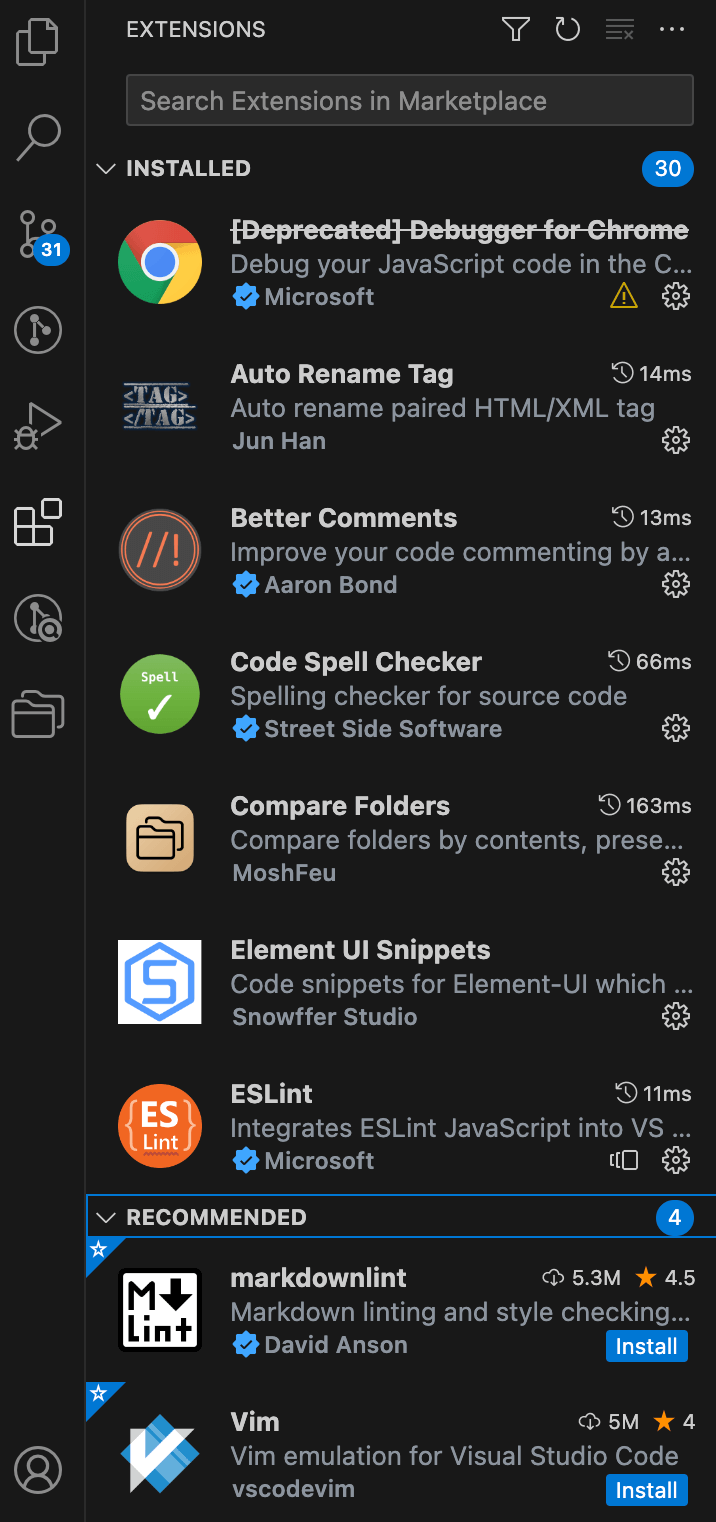 EXTENSIONS
Search Extensions in Marketplace
INSTALLED 30
31
[Deprecated] Debugger for Chrome
Debug your JavaScript code in the C...
Microsoft
<TAG>
</TAG>
Auto Rename Tag 14ms
Auto rename paired HTML/XML tag
Jun Han
//!
Better Comments 13ms
Improve your code commenting by a...
Aaron Bond
Spell
Code Spell Checker 66ms
Spelling checker for source code
Street Side Software
Compare Folders 163ms
Compare folders by contents, prese...
MoshFeu
Element UI Snippets
Code snippets for Element-UI which ...
Snowffer Studio
{ES}
Lint
ESLint 11ms
Integrates ESLint JavaScript into VS ...
Microsoft
RECOMMENDED 4
M
Lint
markdownlint 5.3M 4.5
Markdown linting and style checking...
David Anson Install
Vim 5M 4
Vim emulation for Visual Studio Code
vscodevim Install